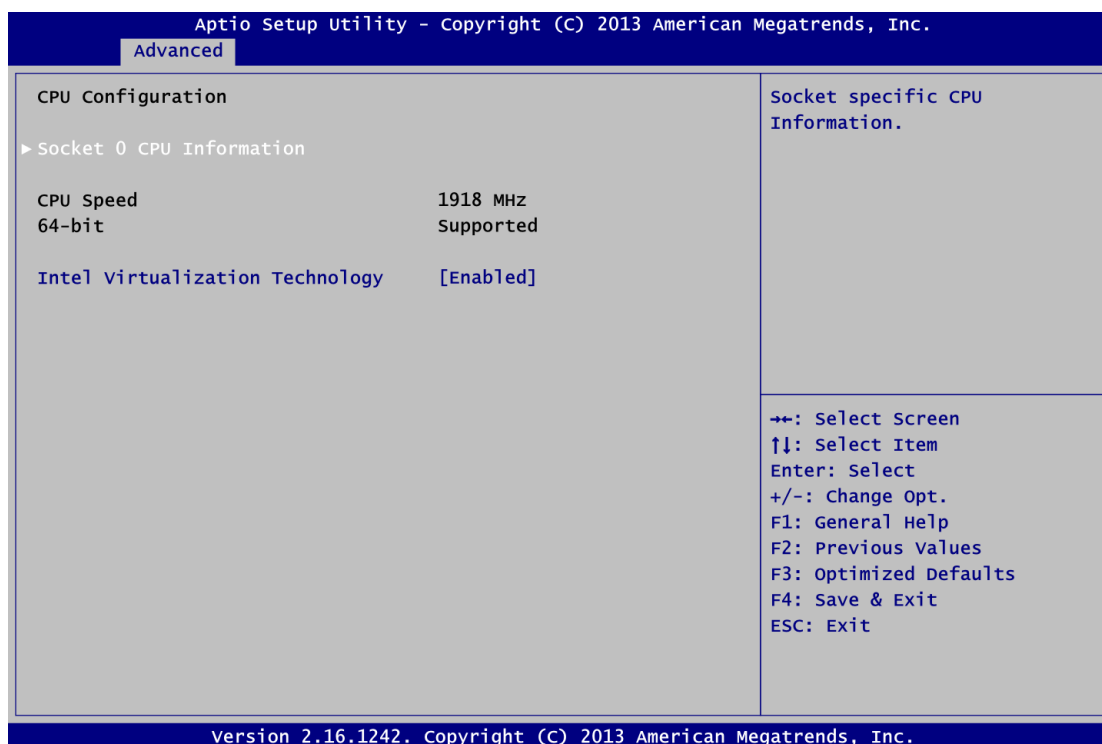 Aptio Setup Utility - Copyright (C) 2013 American Megatrends, Inc.
Advanced
CPU Configuration
►Socket 0 CPU Information
CPU Speed 1918 MHz
64-bit Supported
Intel Virtualization Technology [Enabled]
Socket specific CPU
Information.
→←: Select Screen
↑↓: Select Item
Enter: Select
+/-: Change Opt.
F1: General Help
F2: Previous Values
F3: Optimized Defaults
F4: Save & Exit
ESC: Exit
Version 2.16.1242. Copyright (C) 2013 American Megatrends, Inc.